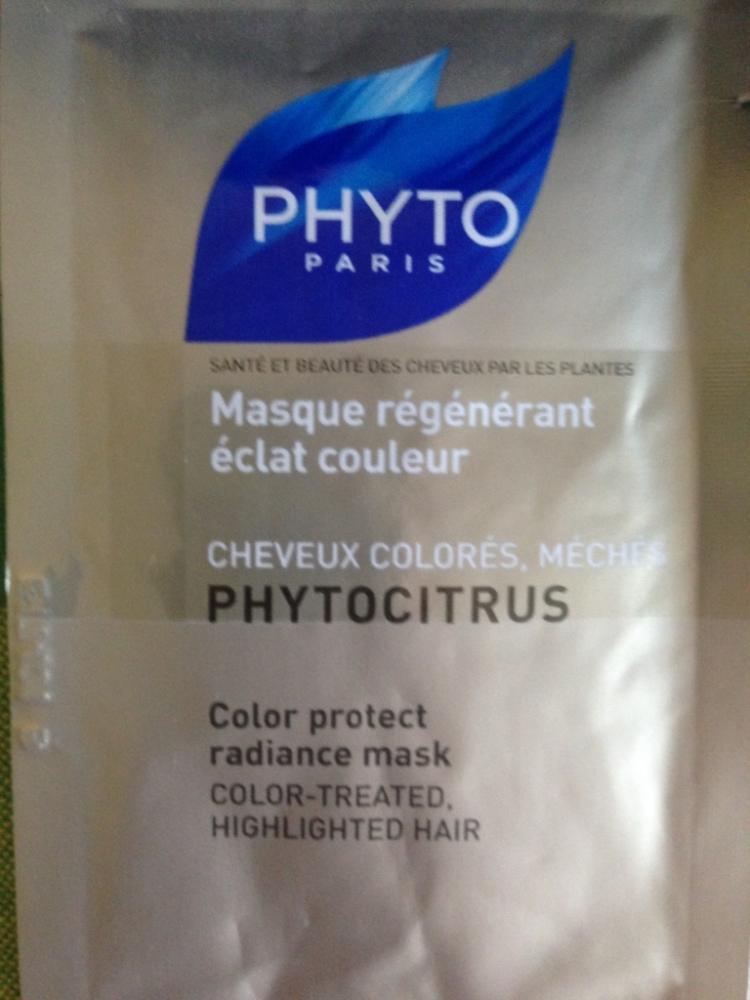 PHYTO
PARIS
SANTÉ ET BEAUTÉ DES CHEVEUX PAR LES PLANTES
Masque régénérant
éclat couleur
CHEVEUX COLORÉS, MÉCHÉS
PHYTOCITRUS
Color protect
radiance mask
COLOR-TREATED,
HIGHLIGHTED HAIR